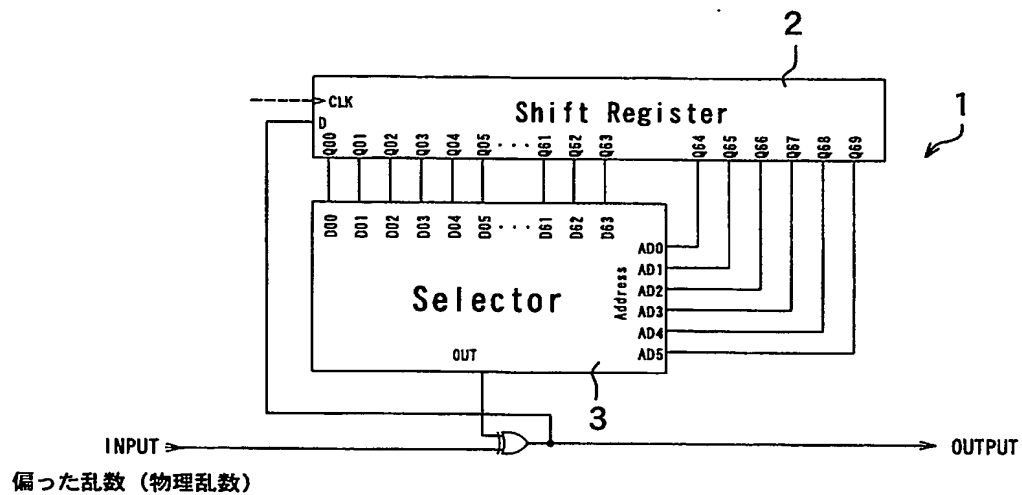 2
1
CLK
D
Shift Register
Q00 Q01 Q02 Q03 Q04 Q05 ··· Q61 Q62 Q63 Q64 Q65 Q66 Q67 Q68 Q69
D00 D01 D02 D03 D04 D05 ··· D61 D62 D63
AD0
AD1
AD2
AD3
AD4
AD5
Address
Selector
OUT
3
INPUT
OUTPUT
偏った乱数（物理乱数）